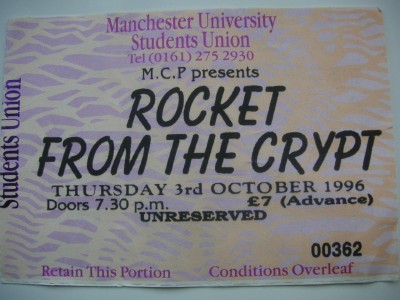 Manchester University
Students Union
Tel (0161) 275 2930
M.C.P presents
ROCKET
FROM THE CRYPT
THURSDAY 3rd OCTOBER 1996
Doors 7.30 p.m. £7 (Advance)
UNRESERVED
00362
Retain This Portion Conditions Overleaf
Students Union